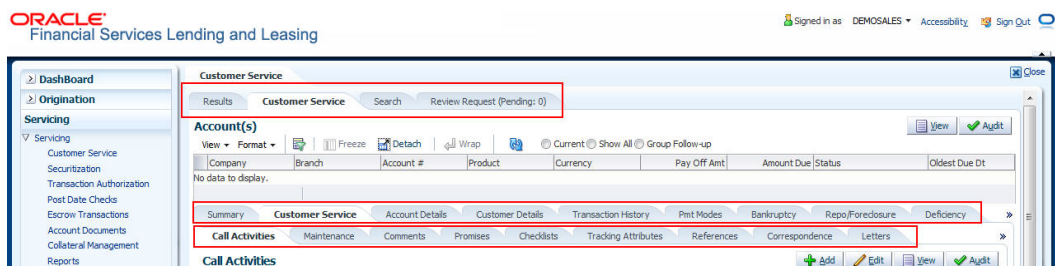 ORACLE'
Financial Services Lending and Leasing
Signed in as DEMOSALES Accessibility Sign Out
Close
DashBoard
Origination
Servicing
Servicing
Customer Service
Securitization
Transaction Authorization
Post Date Checks
Escrow Transactions
Account Documents
Collateral Management
Reports
Customer Service
Results Customer Service Search Review Request (Pending: 0)
Account(s)
View Audit
View Format Freeze Detach Wrap Current Show All Group Follow-up
Company Branch Account # Product Currency Pay Off Amt Amount Due Status Oldest Due Dt
No data to display.
Summary Customer Service Account Details Customer Details Transaction History Pmt Modes Bankruptcy Repo/Foreclosure Deficiency »
Call Activities Maintenance Comments Promises Checklists Tracking Attributes References Correspondence Letters »
Call Activities
Add Edit View Audit